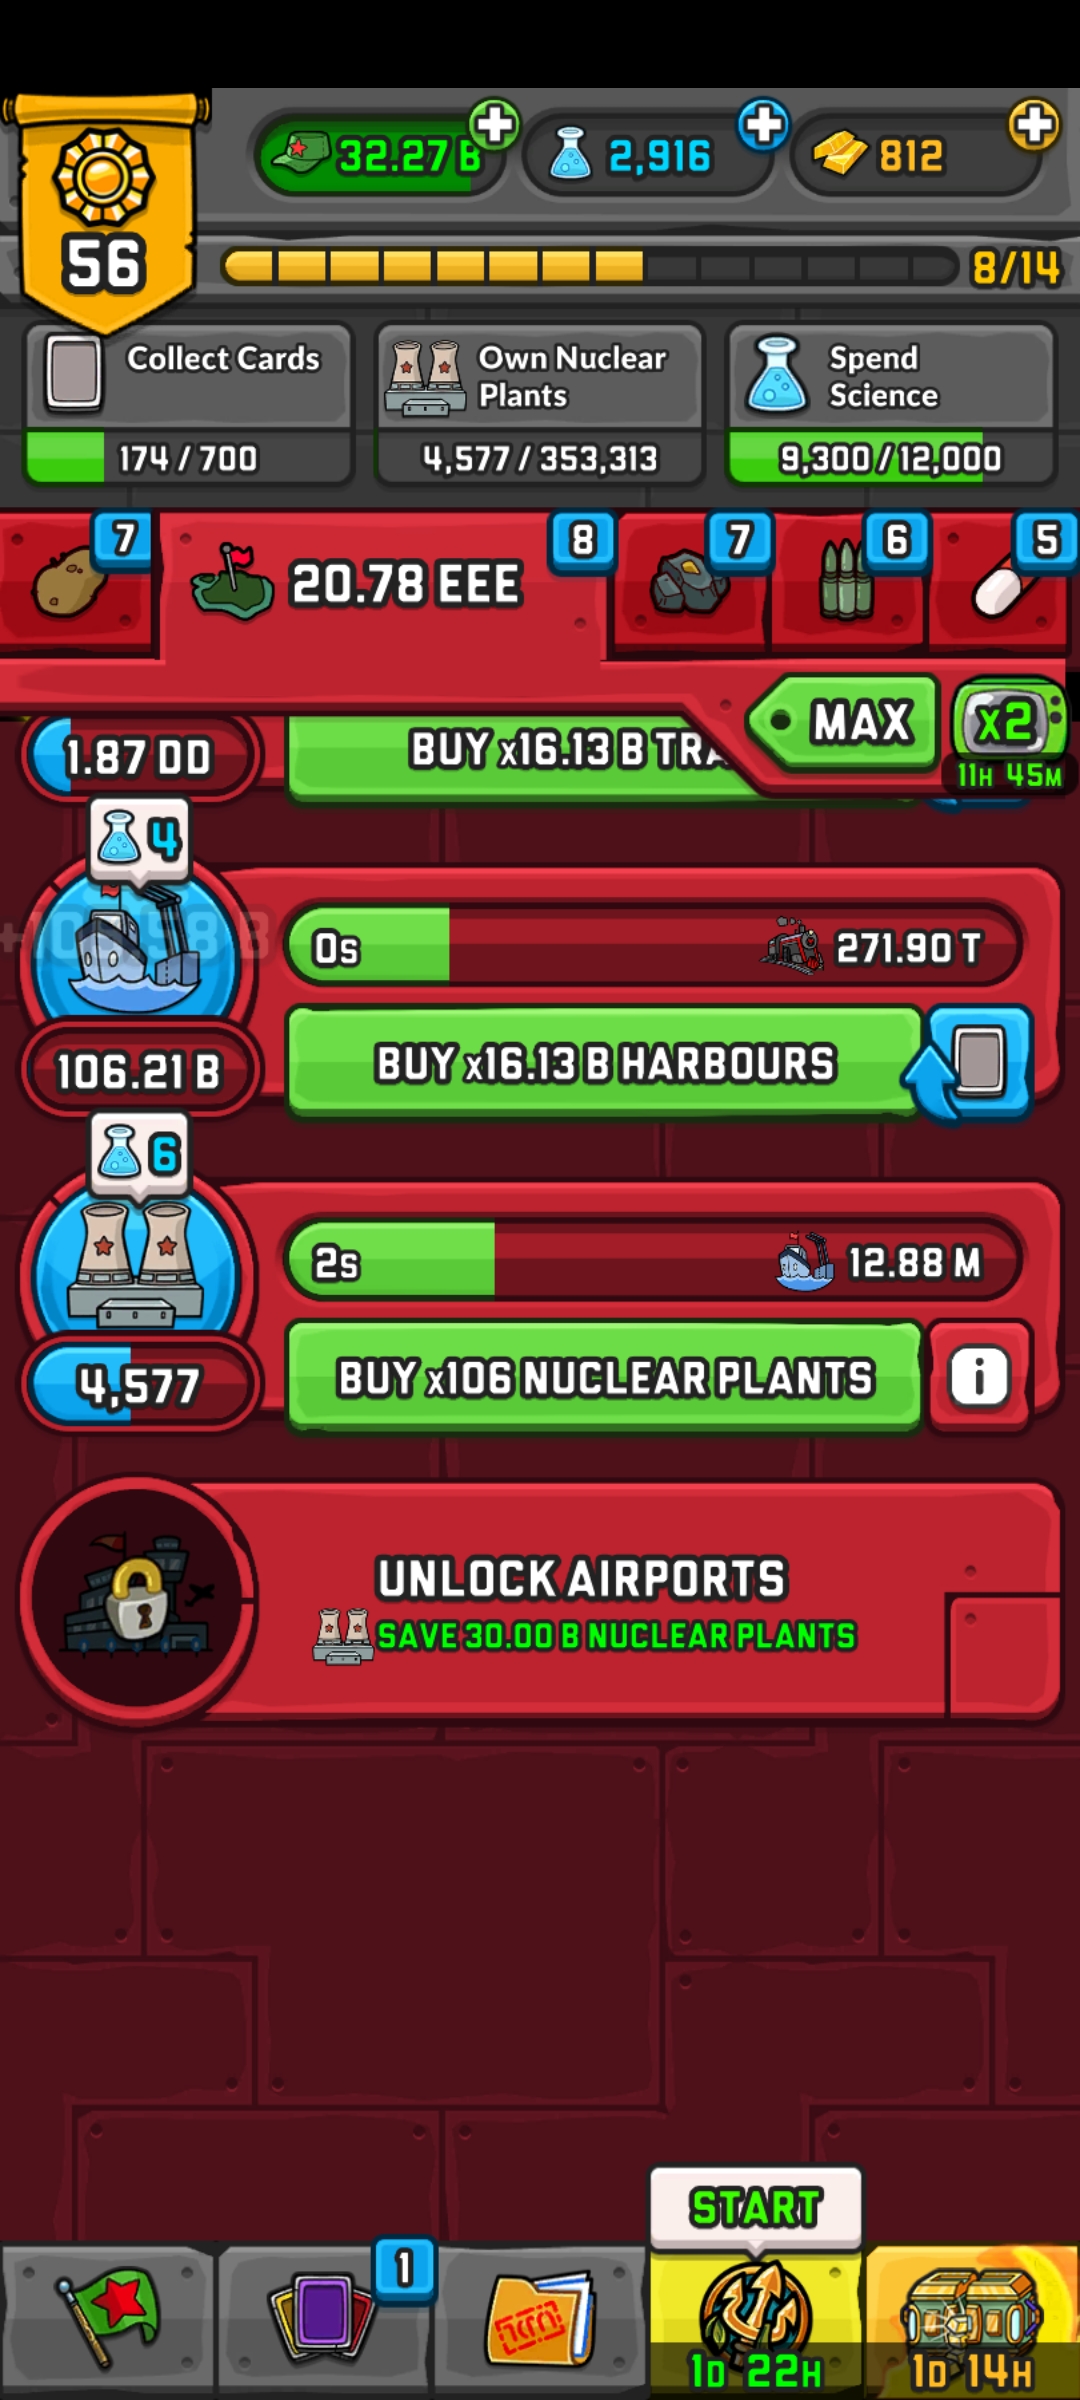 32.27 B
2,916
812
56
8/14
Collect Cards
174 / 700
Own Nuclear
Plants
4,577 / 353,313
Spend
Science
9,300 / 12,000
7
20.78 EEE
8
7
6
5
MAX
x2
11H 45M
1.87 DD
BUY x16.13 B
4
0s
271.90 T
106.21 B
BUY x16.13 B HARBOURS
6
2s
12.88 M
4,577
BUY x106 NUCLEAR PLANTS
i
UNLOCK AIRPORTS
SAVE 30.00 B NUCLEAR PLANTS
START
1
1D 22H
1D 14H